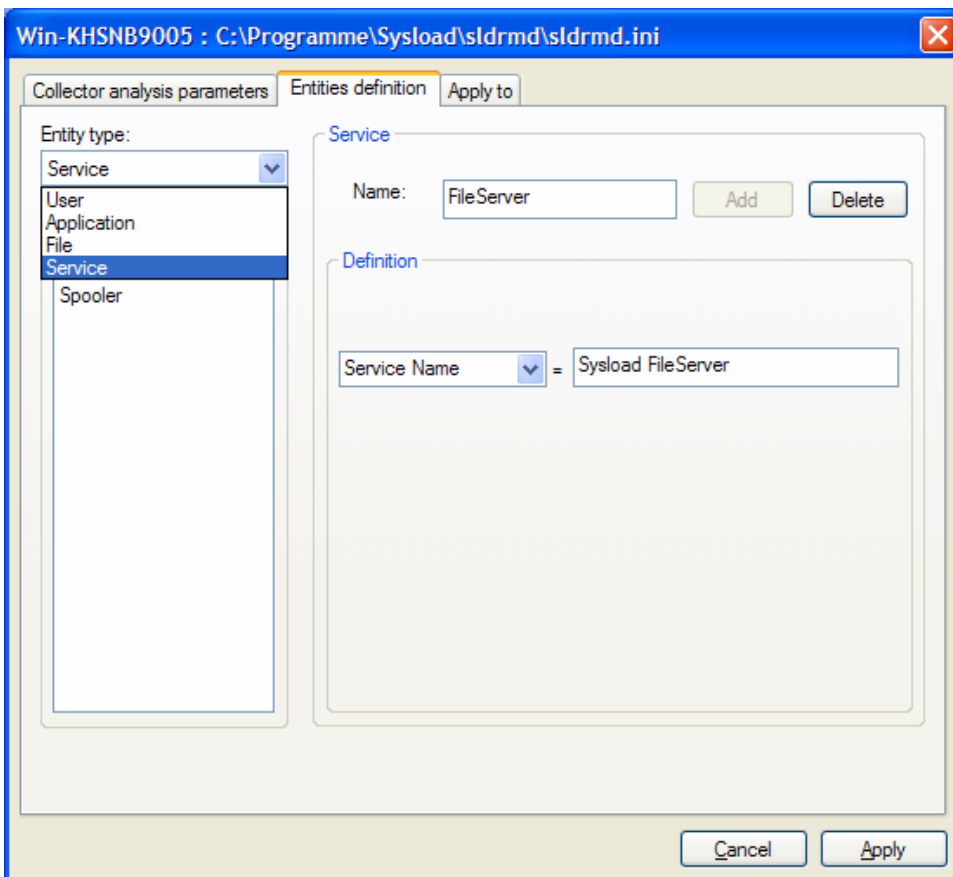 Win-KHSNB9005 : C:\Programme\Sysload\sldrmd\sldrmd.ini
Collector analysis parameters
Entities definition
Apply to
Entity type:
Service
User
Application
File
Service
Spooler
Service
Name:
FileServer
Add
Delete
Definition
Service Name
=
Sysload FileServer
Cancel
Apply